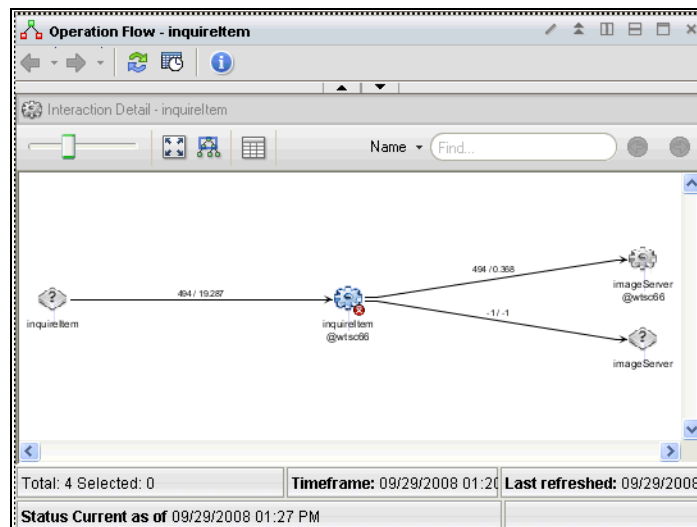 Operation Flow - inquireItem
Interaction Detail - inquireItem
Name
Find...
494 / 0.368
imageServer
@wtsc66
494 / 19.287
inquireItem
inquireItem
@wtsc66
-1 / -1
imageServer
Total: 4 Selected: 0
Timeframe: 09/29/2008 01:20
Last refreshed: 09/29/2008
Status Current as of 09/29/2008 01:27 PM